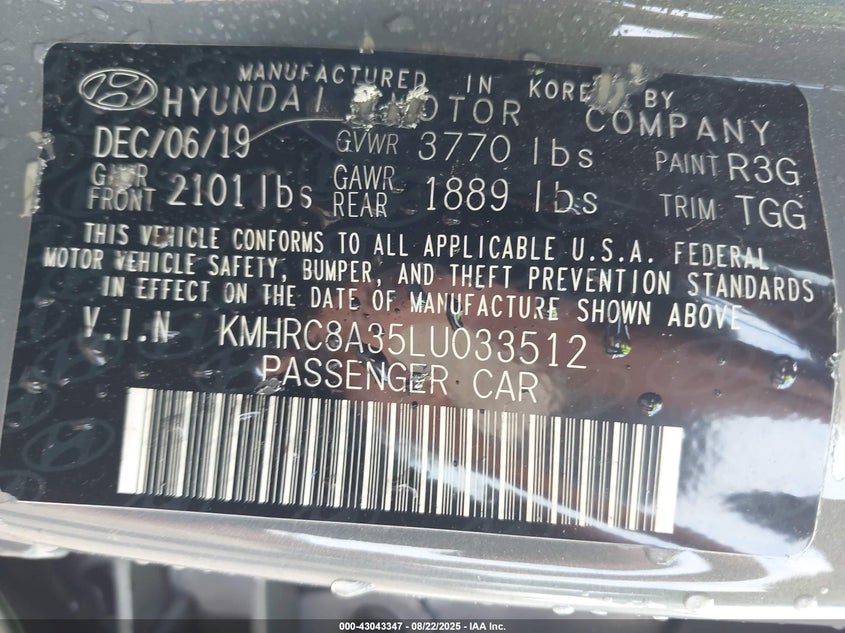 MANUFACTURED IN KOREA BY
HYUNDAI MOTOR COMPANY
DEC/06/19 GVWR 3770 lbs PAINT R3G
GAWR FRONT 2101 lbs GAWR REAR 1889 lbs TRIM TGG
THIS VEHICLE CONFORMS TO ALL APPLICABLE U.S.A. FEDERAL
MOTOR VEHICLE SAFETY, BUMPER, AND THEFT PREVENTION STANDARDS
IN EFFECT ON THE DATE OF MANUFACTURE SHOWN ABOVE
V.I.N KMHRC8A35LU033512
PASSENGER CAR
000-43043347 - 08/22/2025 - IAA Inc.